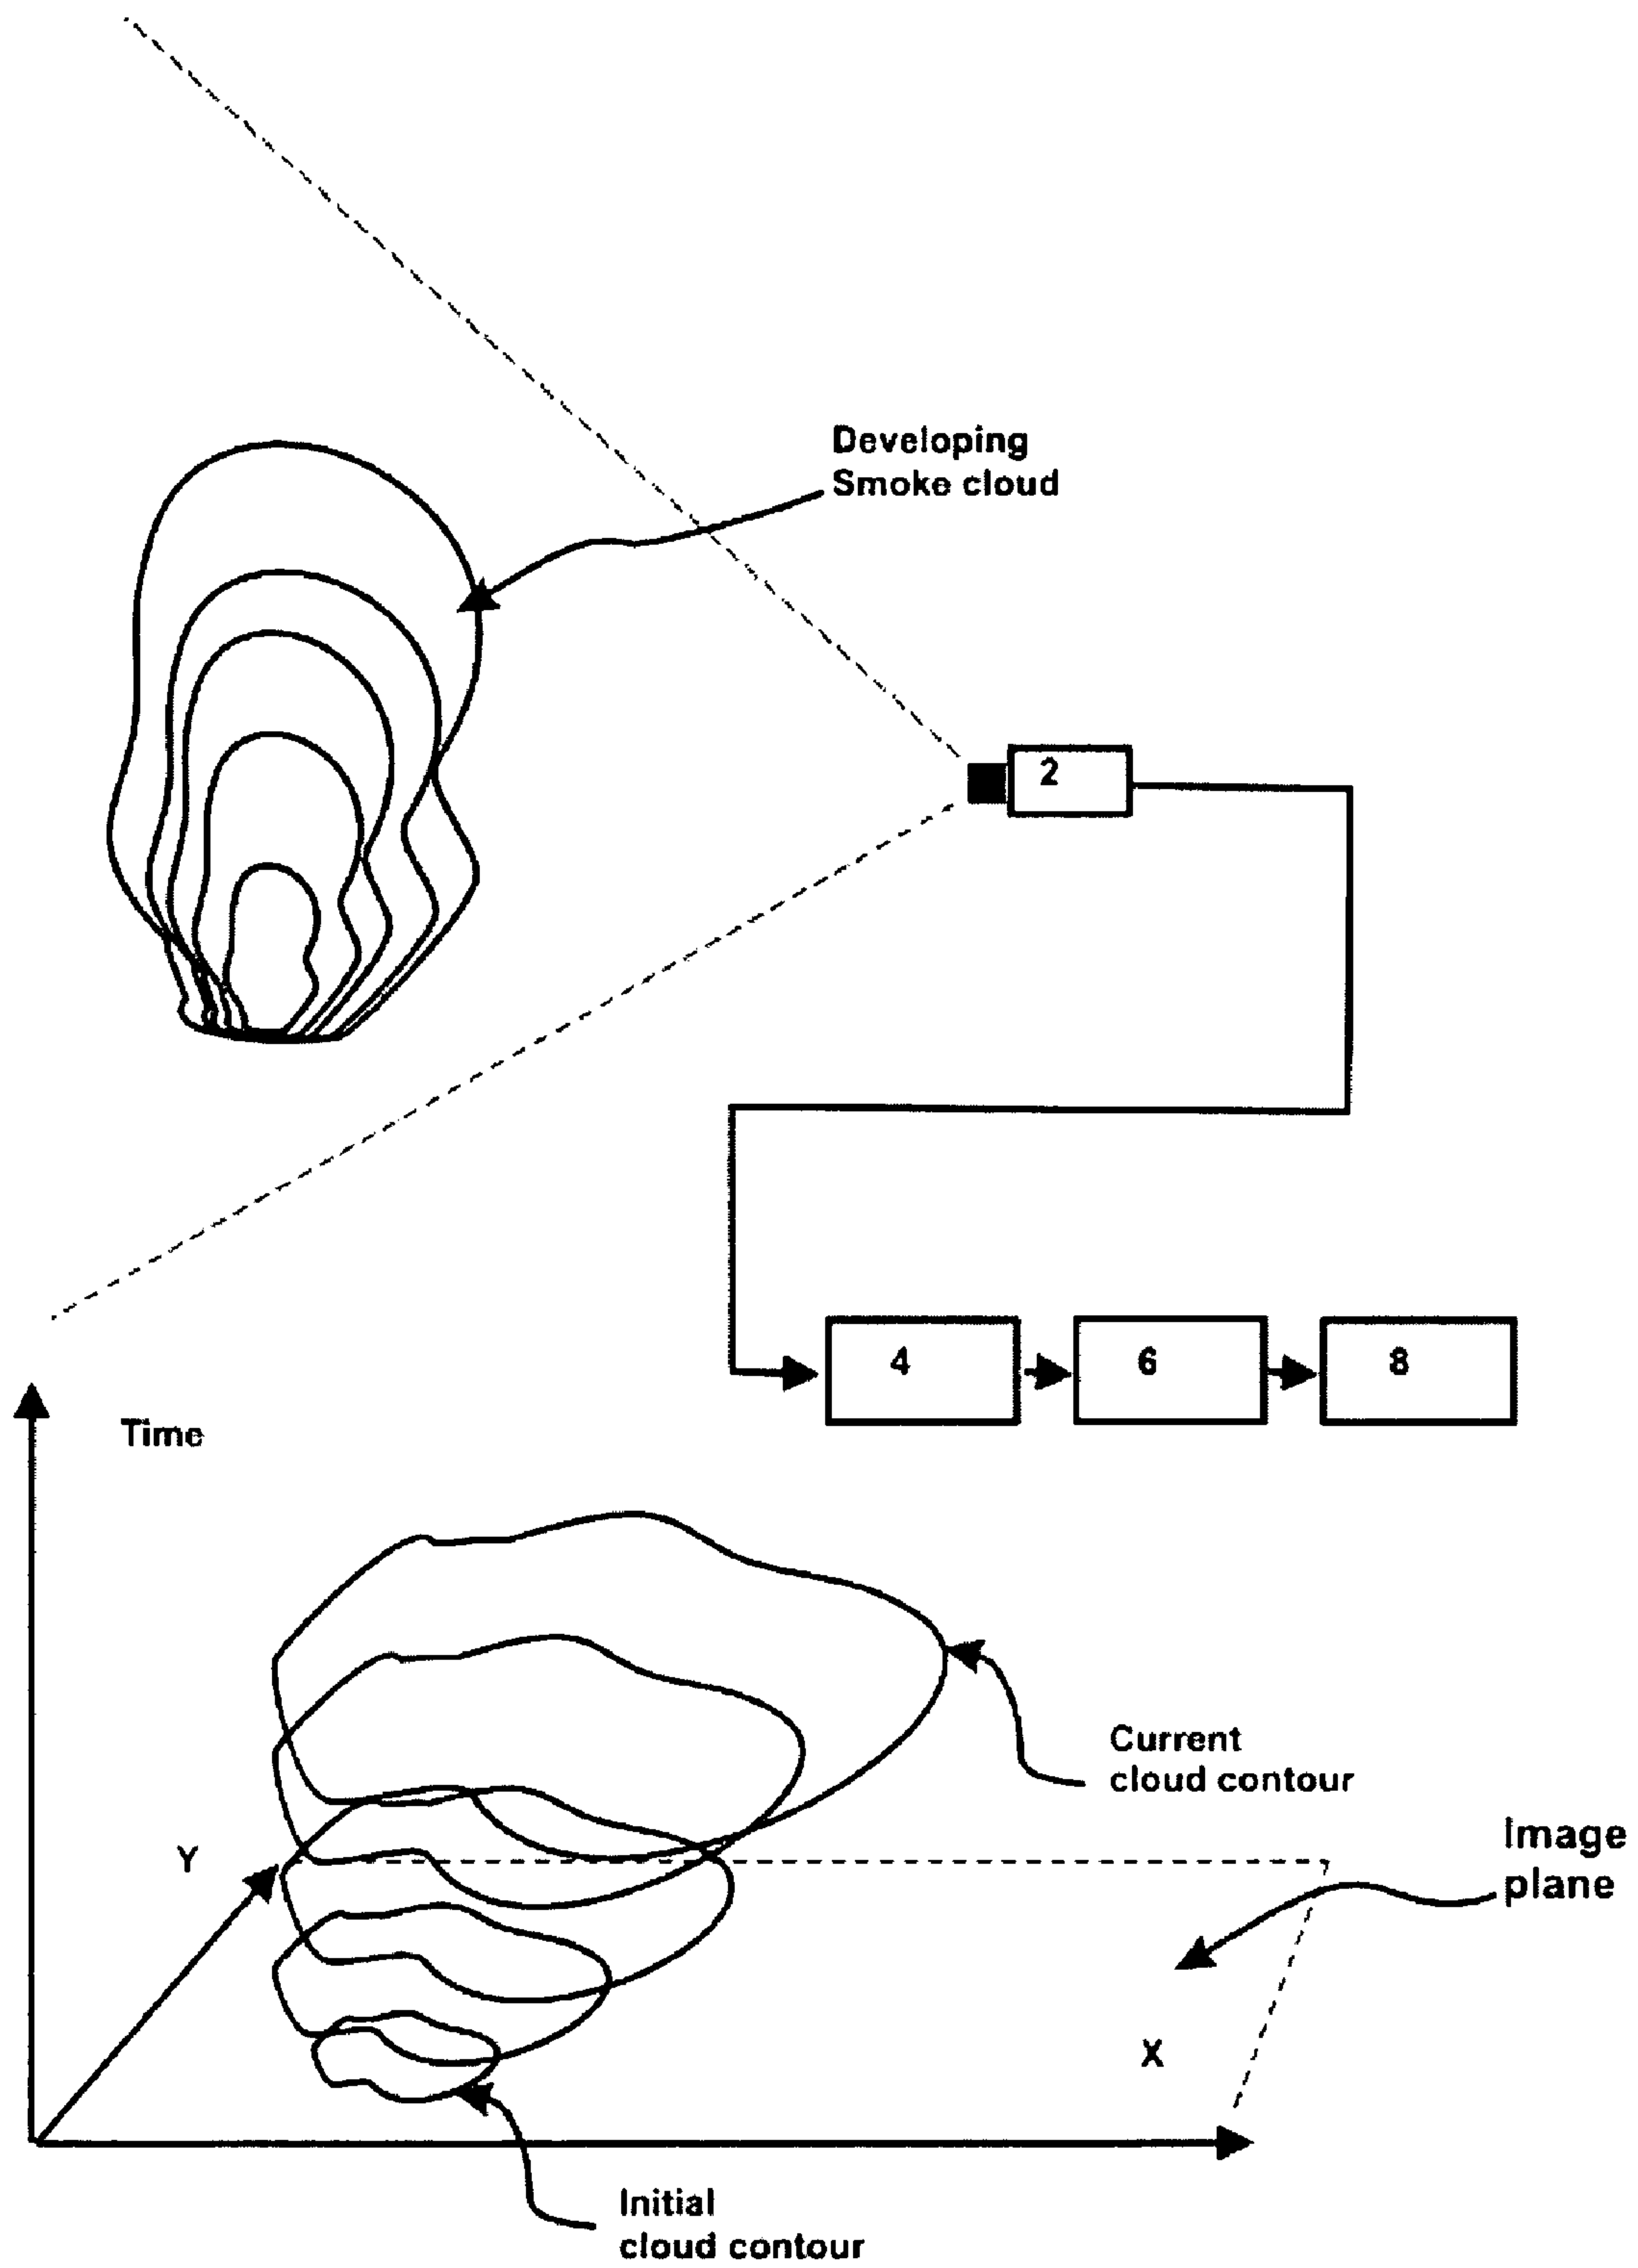 Developing
Smoke cloud
2
4
6
8
Time
Current
cloud contour
Image
plane
Y
X
Initial
cloud contour